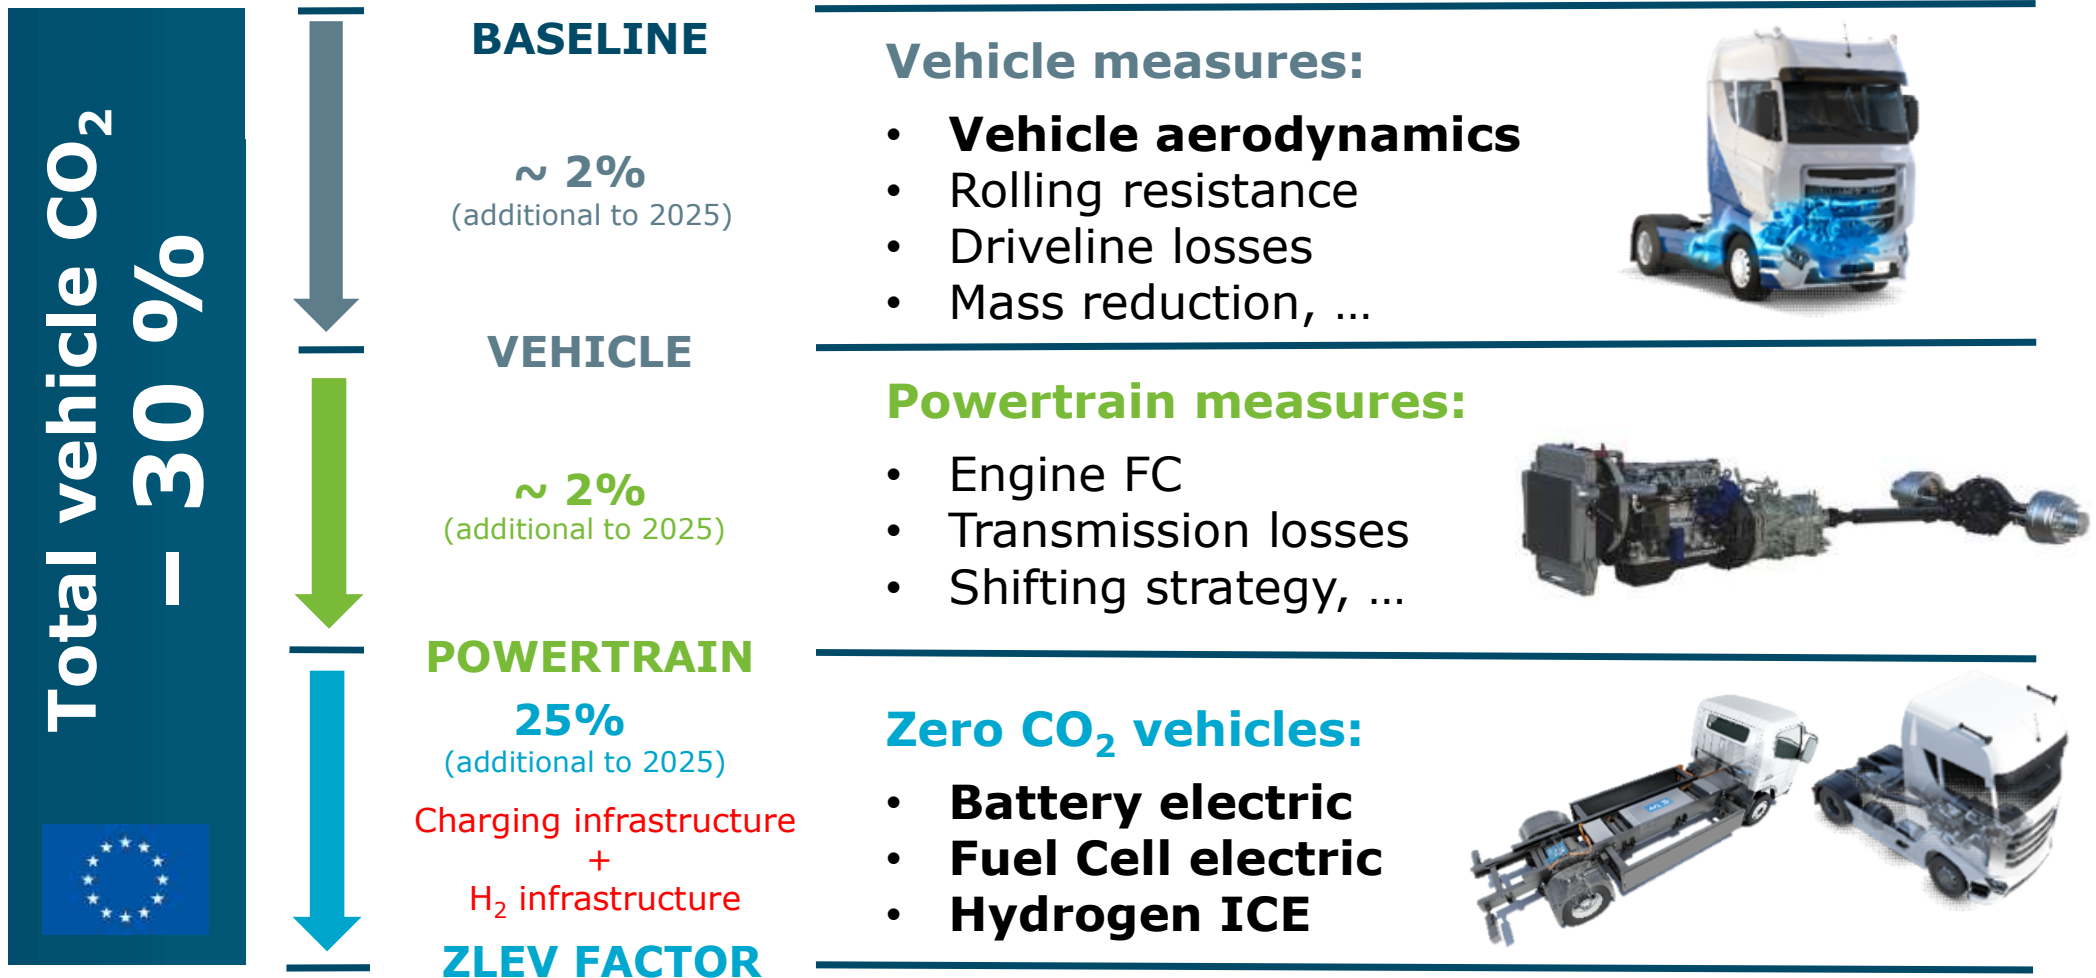 Total vehicle CO₂
– 30 %
BASELINE
~ 2%
(additional to 2025)
VEHICLE
~ 2%
(additional to 2025)
POWERTRAIN
25%
(additional to 2025)
Charging infrastructure
+
H₂ infrastructure
ZLEV FACTOR
Vehicle measures:
• Vehicle aerodynamics
• Rolling resistance
• Driveline losses
• Mass reduction, ...
Powertrain measures:
• Engine FC
• Transmission losses
• Shifting strategy, ...
Zero CO₂ vehicles:
• Battery electric
• Fuel Cell electric
• Hydrogen ICE